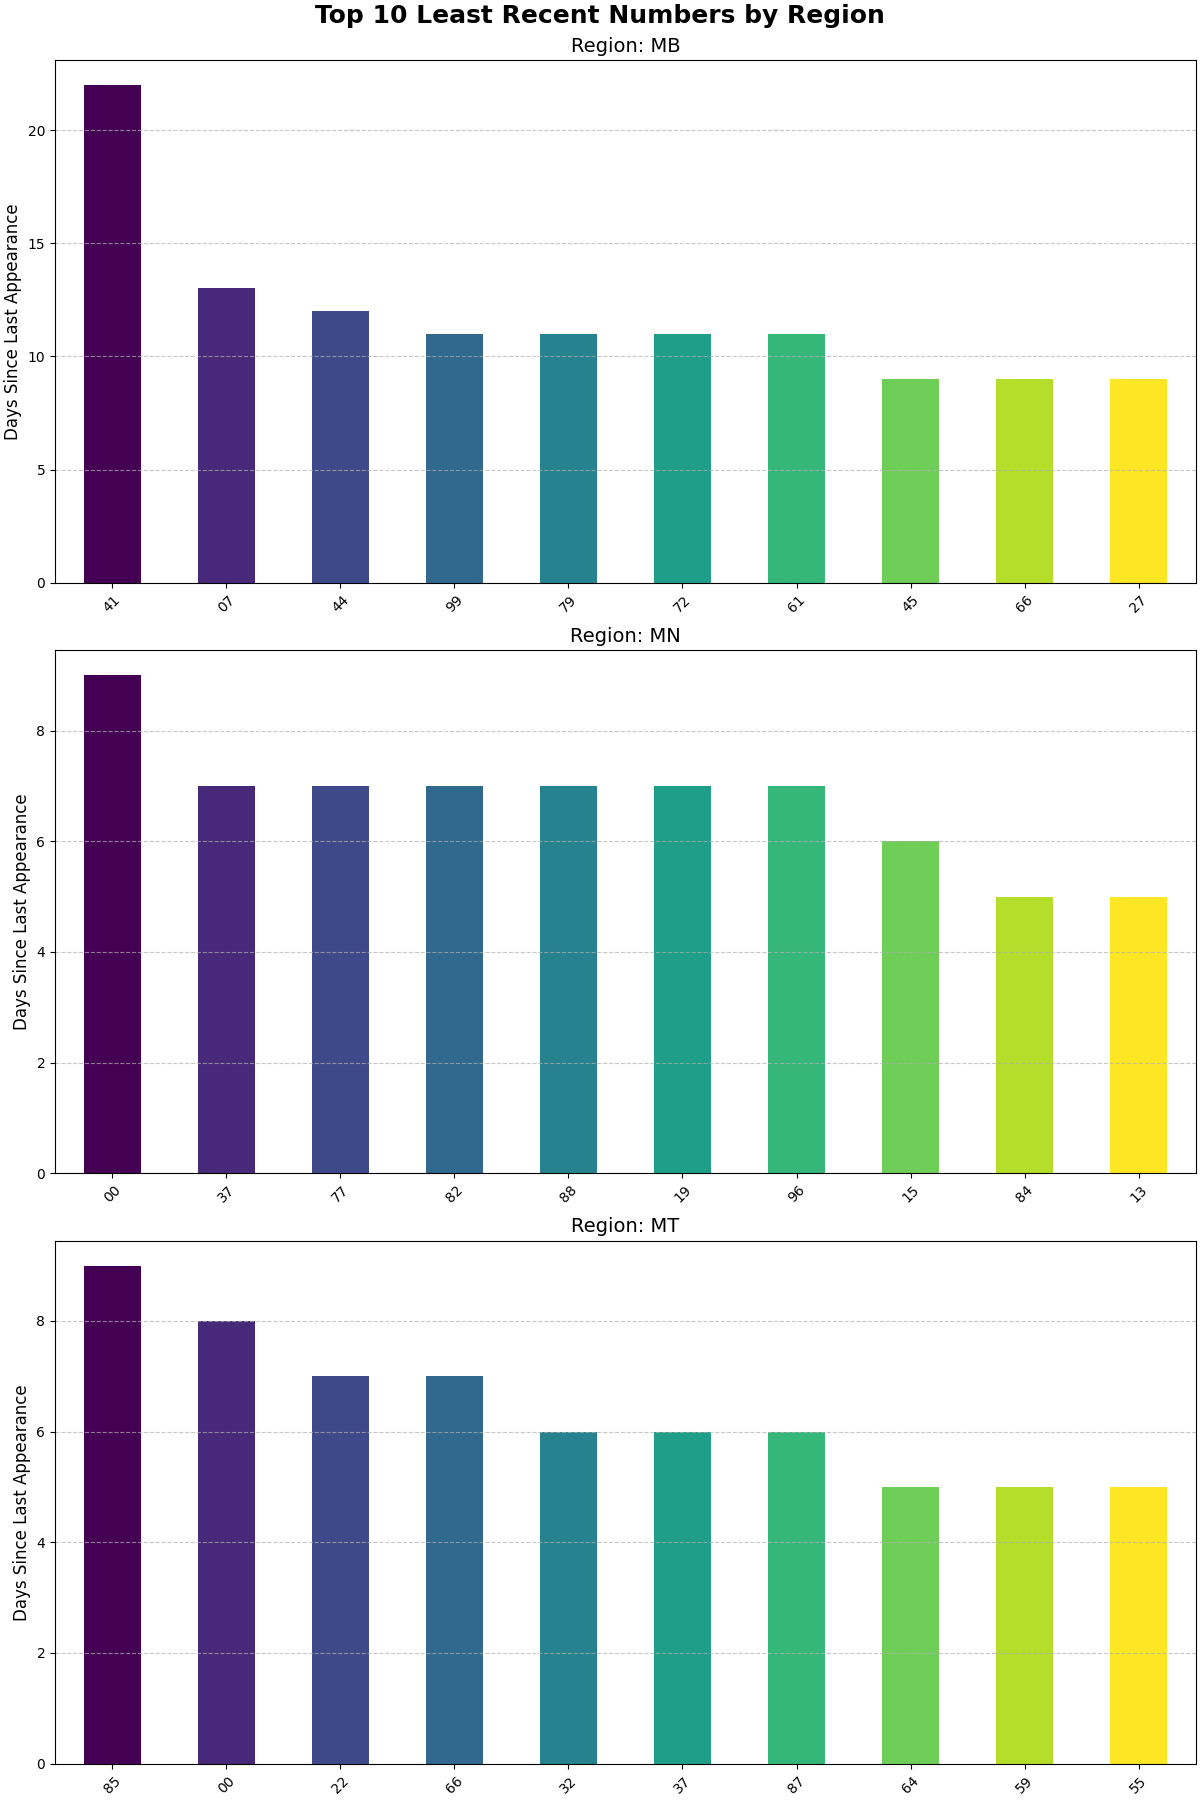 Top 10 Least Recent Numbers by Region
Region: MB
Days Since Last Appearance
20
15
10
5
0
41 07 44 99 79 72 61 45 66 27
Region: MN
Days Since Last Appearance
8
6
4
2
0
00 37 77 82 88 19 96 15 84 13
Region: MT
Days Since Last Appearance
8
6
4
2
0
85 00 22 66 32 37 87 64 59 55